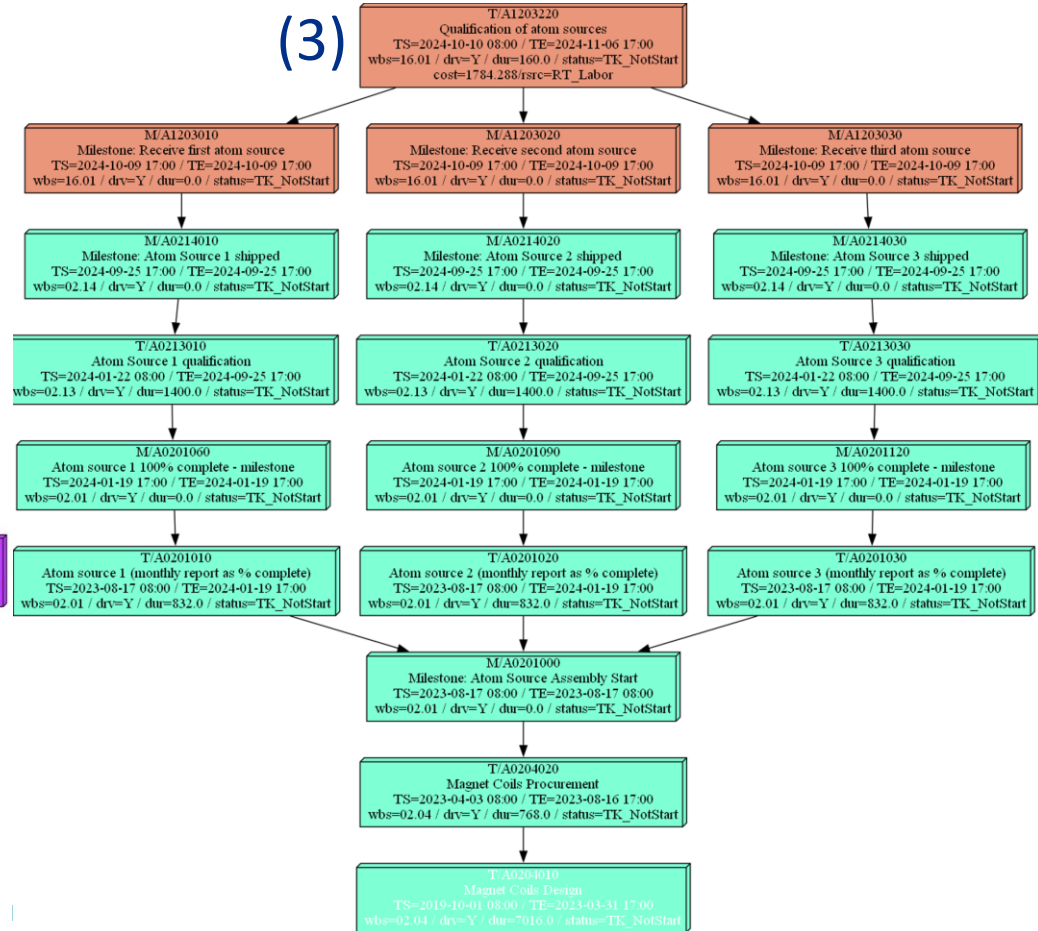 (3)
T/A1203220
Qualification of atom sources
TS=2024-10-10 08:00 / TE=2024-11-06 17:00
wbs=16.01 / drv=Y / dur=160.0 / status=TK_NotStart
cost=1784.288/rsrc=RT_Labor
M/A1203010
Milestone: Receive first atom source
TS=2024-10-09 17:00 / TE=2024-10-09 17:00
wbs=16.01 / drv=Y / dur=0.0 / status=TK_NotStart
M/A1203020
Milestone: Receive second atom source
TS=2024-10-09 17:00 / TE=2024-10-09 17:00
wbs=16.01 / drv=Y / dur=0.0 / status=TK_NotStart
M/A1203030
Milestone: Receive third atom source
TS=2024-10-09 17:00 / TE=2024-10-09 17:00
wbs=16.01 / drv=Y / dur=0.0 / status=TK_NotStart
M/A0214010
Milestone: Atom Source 1 shipped
TS=2024-09-25 17:00 / TE=2024-09-25 17:00
wbs=02.14 / drv=Y / dur=0.0 / status=TK_NotStart
M/A0214020
Milestone: Atom Source 2 shipped
TS=2024-09-25 17:00 / TE=2024-09-25 17:00
wbs=02.14 / drv=Y / dur=0.0 / status=TK_NotStart
M/A0214030
Milestone: Atom Source 3 shipped
TS=2024-09-25 17:00 / TE=2024-09-25 17:00
wbs=02.14 / drv=Y / dur=0.0 / status=TK_NotStart
T/A0213010
Atom Source 1 qualification
TS=2024-01-22 08:00 / TE=2024-09-25 17:00
wbs=02.13 / drv=Y / dur=1400.0 / status=TK_NotStart
T/A0213020
Atom Source 2 qualification
TS=2024-01-22 08:00 / TE=2024-09-25 17:00
wbs=02.13 / drv=Y / dur=1400.0 / status=TK_NotStart
T/A0213030
Atom Source 3 qualification
TS=2024-01-22 08:00 / TE=2024-09-25 17:00
wbs=02.13 / drv=Y / dur=1400.0 / status=TK_NotStart
M/A0201060
Atom source 1 100% complete - milestone
TS=2024-01-19 17:00 / TE=2024-01-19 17:00
wbs=02.01 / drv=Y / dur=0.0 / status=TK_NotStart
M/A0201090
Atom source 2 100% complete - milestone
TS=2024-01-19 17:00 / TE=2024-01-19 17:00
wbs=02.01 / drv=Y / dur=0.0 / status=TK_NotStart
M/A0201120
Atom source 3 100% complete - milestone
TS=2024-01-19 17:00 / TE=2024-01-19 17:00
wbs=02.01 / drv=Y / dur=0.0 / status=TK_NotStart
T/A0201010
Atom source 1 (monthly report as % complete)
TS=2023-08-17 08:00 / TE=2024-01-19 17:00
wbs=02.01 / drv=Y / dur=832.0 / status=TK_NotStart
T/A0201020
Atom source 2 (monthly report as % complete)
TS=2023-08-17 08:00 / TE=2024-01-19 17:00
wbs=02.01 / drv=Y / dur=832.0 / status=TK_NotStart
T/A0201030
Atom source 3 (monthly report as % complete)
TS=2023-08-17 08:00 / TE=2024-01-19 17:00
wbs=02.01 / drv=Y / dur=832.0 / status=TK_NotStart
M/A0201000
Milestone: Atom Source Assembly Start
TS=2023-08-17 08:00 / TE=2023-08-17 08:00
wbs=02.01 / drv=Y / dur=0.0 / status=TK_NotStart
T/A0204020
Magnet Coils Procurement
TS=2023-04-03 08:00 / TE=2023-08-16 17:00
wbs=02.04 / drv=Y / dur=768.0 / status=TK_NotStart
T/A0204010
Magnet Coils Design
TS=2019-10-01 08:00 / TE=2023-03-31 17:00
wbs=02.04 / drv=Y / dur=7016.0 / status=TK_NotStart